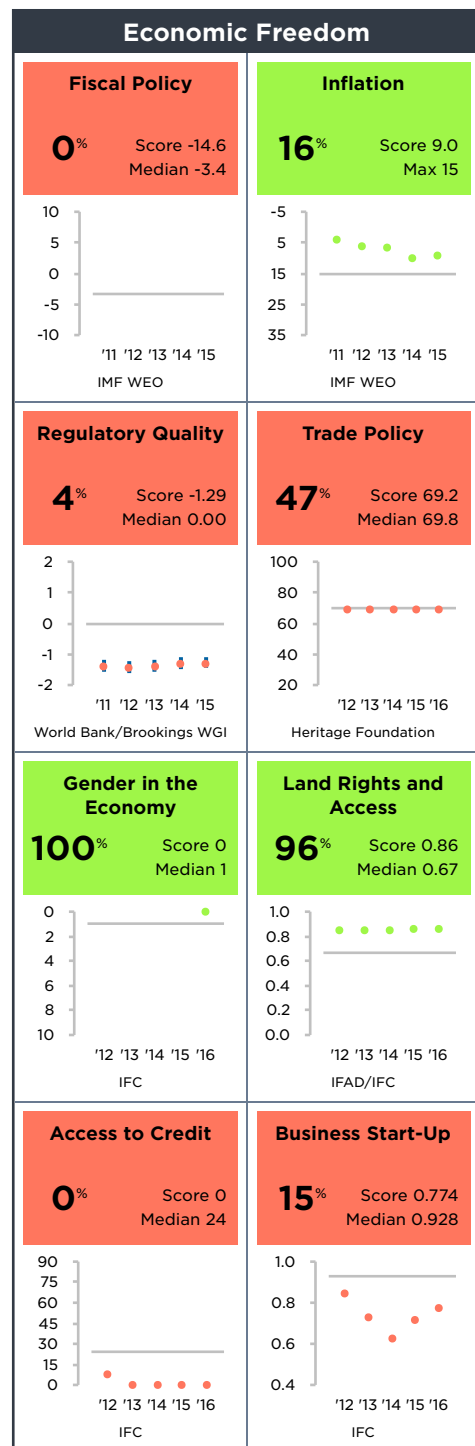 Economic Freedom
Fiscal Policy
0%
Score -14.6
Median -3.4
10
5
0
-5
-10
'11 '12 '13 '14 '15
IMF WEO
Inflation
16%
Score 9.0
Max 15
-5
5
15
25
35
'11 '12 '13 '14 '15
IMF WEO
Regulatory Quality
4%
Score -1.29
Median 0.00
2
1
0
-1
-2
'11 '12 '13 '14 '15
World Bank/Brookings WGI
Trade Policy
47%
Score 69.2
Median 69.8
100
80
60
40
20
'12 '13 '14 '15 '16
Heritage Foundation
Gender in the
Economy
100%
Score 0
Median 1
0
2
4
6
8
10
'12 '13 '14 '15 '16
IFC
Land Rights and
Access
96%
Score 0.86
Median 0.67
1.0
0.8
0.6
0.4
0.2
0.0
'12 '13 '14 '15 '16
IFAD/IFC
Access to Credit
0%
Score 0
Median 24
90
75
60
45
30
15
0
'12 '13 '14 '15 '16
IFC
Business Start-Up
15%
Score 0.774
Median 0.928
1.0
0.8
0.6
0.4
'12 '13 '14 '15 '16
IFC